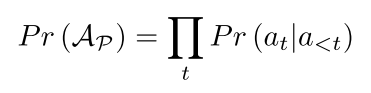 Pr (𝒜_𝒫) = ∏_t Pr (a_t|a_{<t})